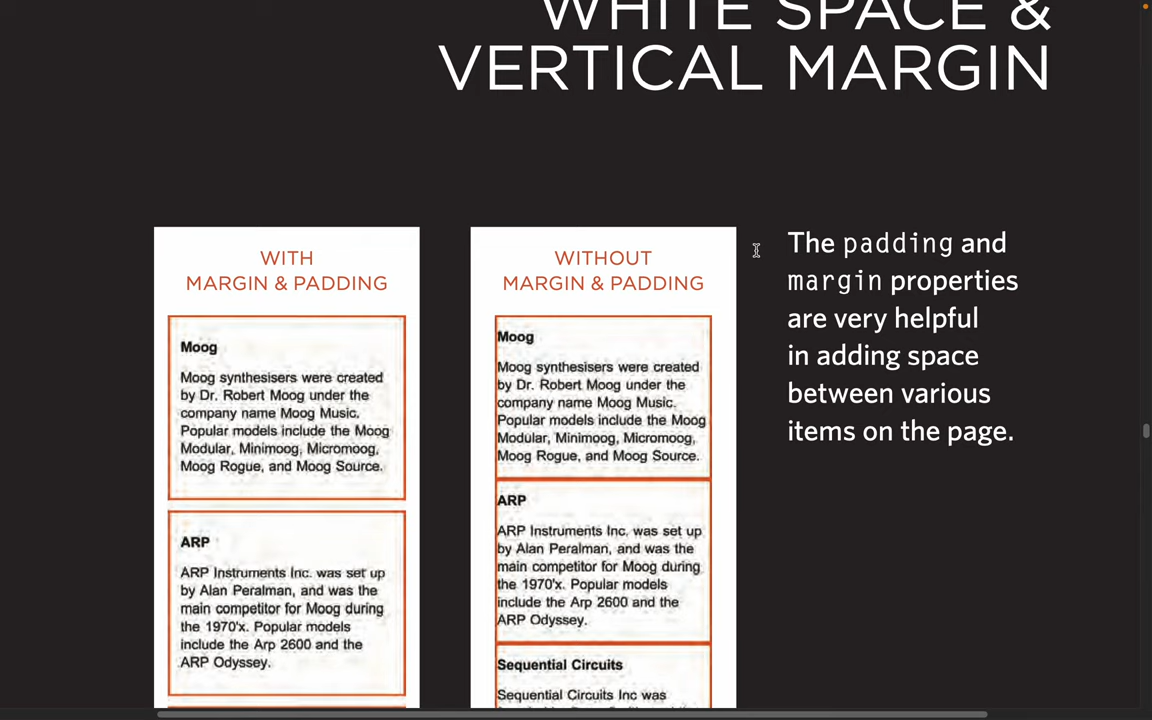 WHITE SPACE &
VERTICAL MARGIN
WITH
MARGIN & PADDING
Moog
Moog synthesisers were created
by Dr. Robert Moog under the
company name Moog Music.
Popular models include the Moog
Modular, Minimoog, Micromoog,
Moog Rogue, and Moog Source.
ARP
ARP Instruments Inc. was set up
by Alan Peralman, and was the
main competitor for Moog during
the 1970'x. Popular models
include the Arp 2600 and the
ARP Odyssey.
WITHOUT
MARGIN & PADDING
Moog
Moog synthesisers were created
by Dr. Robert Moog under the
company name Moog Music.
Popular models include the Moog
Modular, Minimoog, Micromoog,
Moog Rogue, and Moog Source.
ARP
ARP Instruments Inc. was set up
by Alan Peralman, and was the
main competitor for Moog during
the 1970'x. Popular models
include the Arp 2600 and the
ARP Odyssey.
Sequential Circuits
Sequential Circuits Inc was
The padding and
margin properties
are very helpful
in adding space
between various
items on the page.